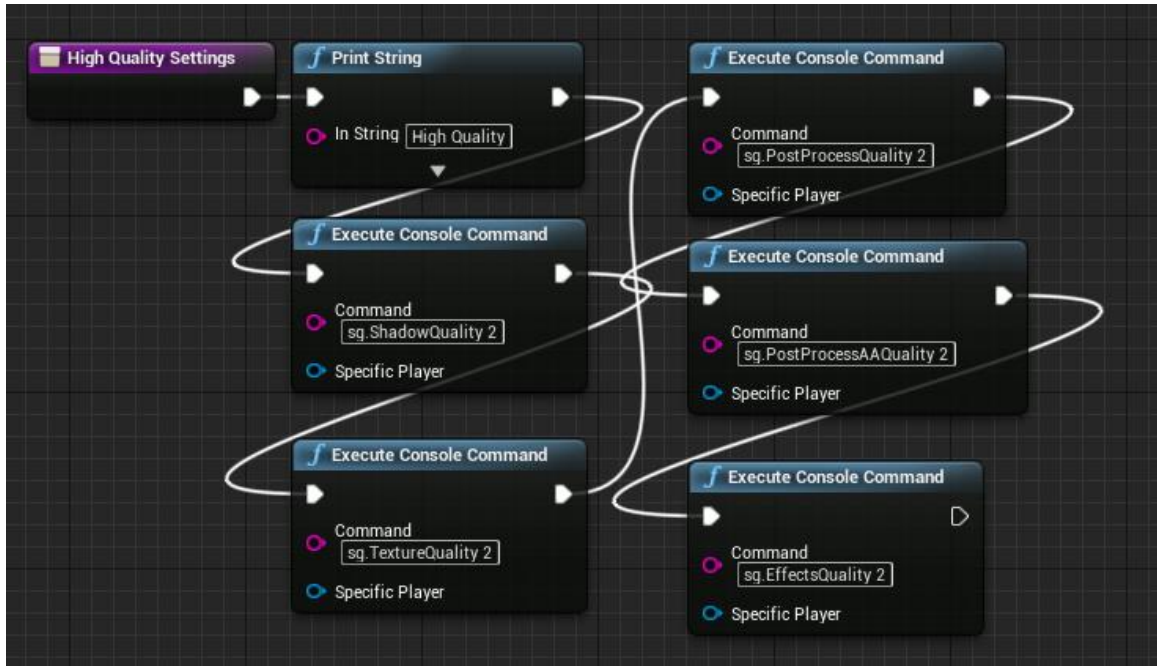 High Quality Settings
Print String
In String High Quality
Execute Console Command
Command
sg.ShadowQuality 2
Specific Player
Execute Console Command
Command
sg.TextureQuality 2
Specific Player
Execute Console Command
Command
sg.PostProcessQuality 2
Specific Player
Execute Console Command
Command
sg.PostProcessAAQuality 2
Specific Player
Execute Console Command
Command
sg.EffectsQuality 2
Specific Player